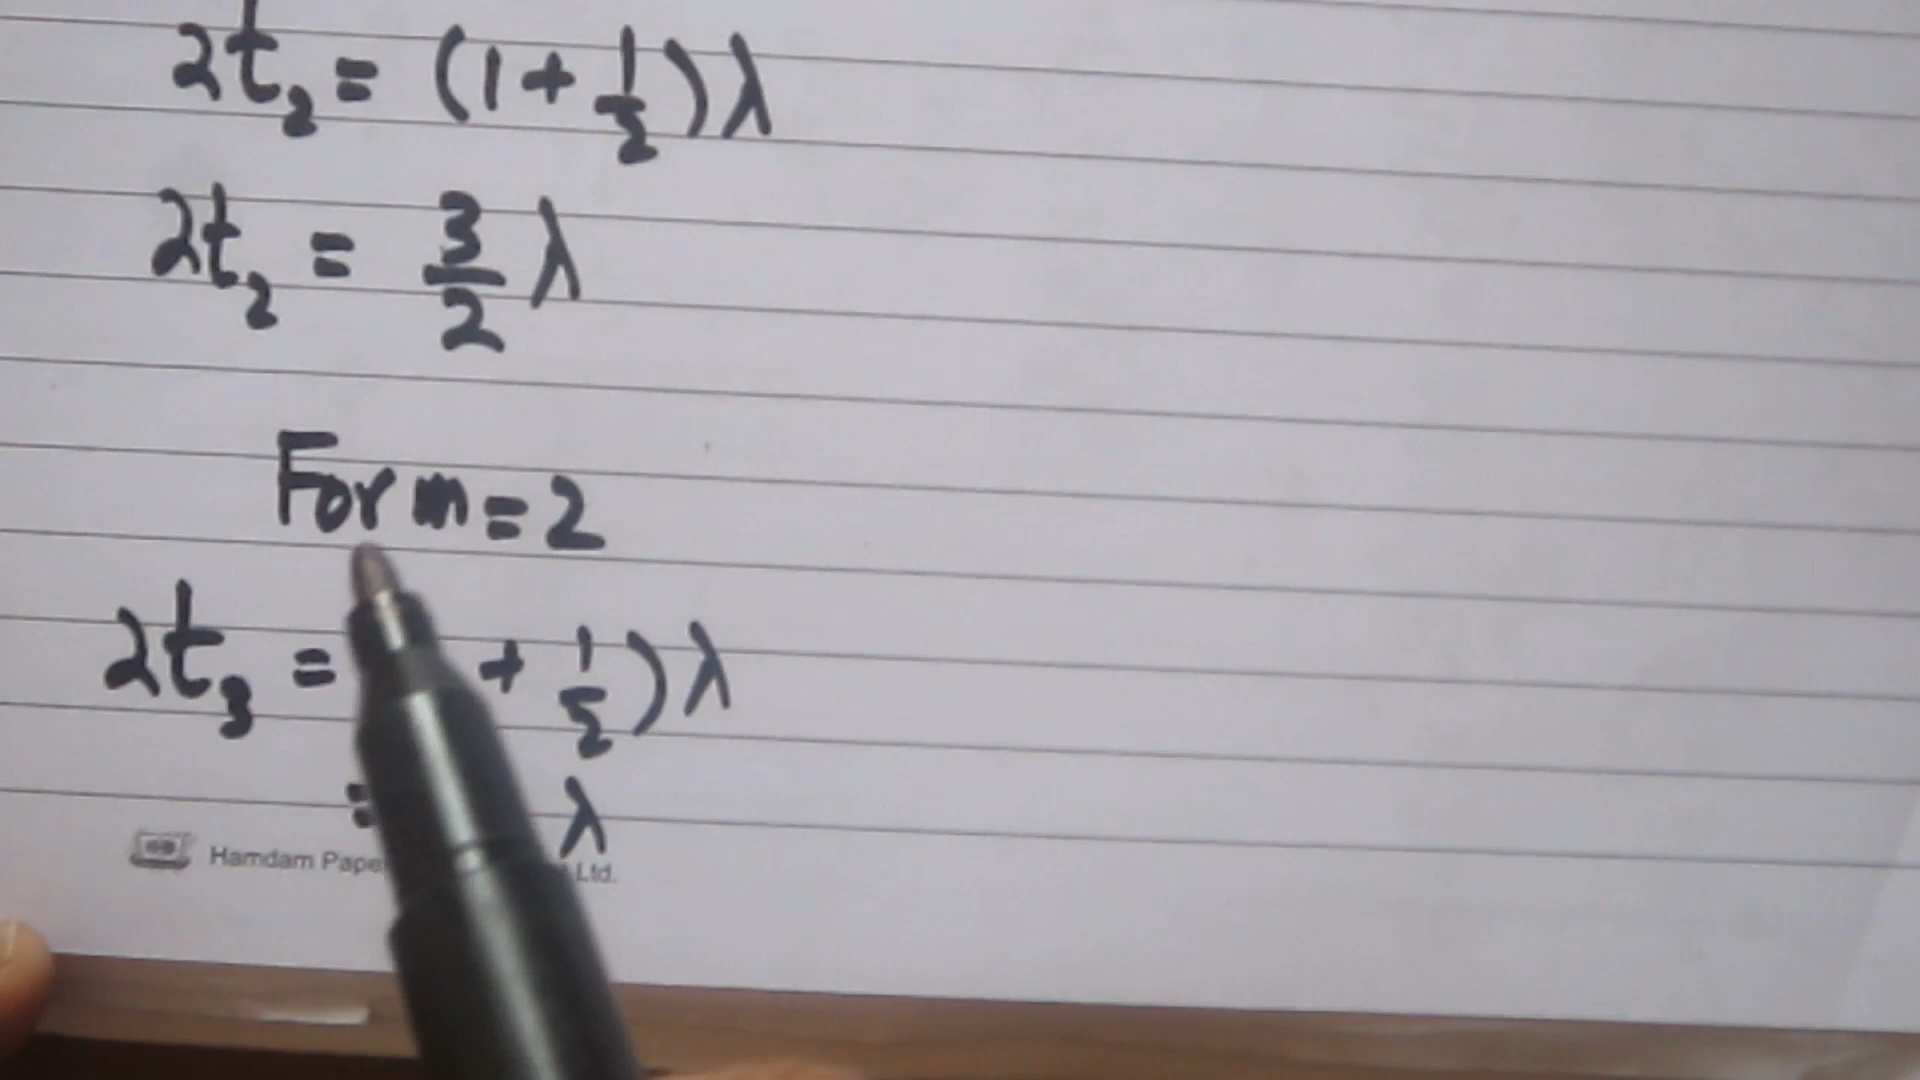 2t₂ = (1 + 1/2)λ
2t₂ = 3/2 λ
For m = 2
2t₃ = + 1/2)λ
= λ
Hamdam Pape Ltd.